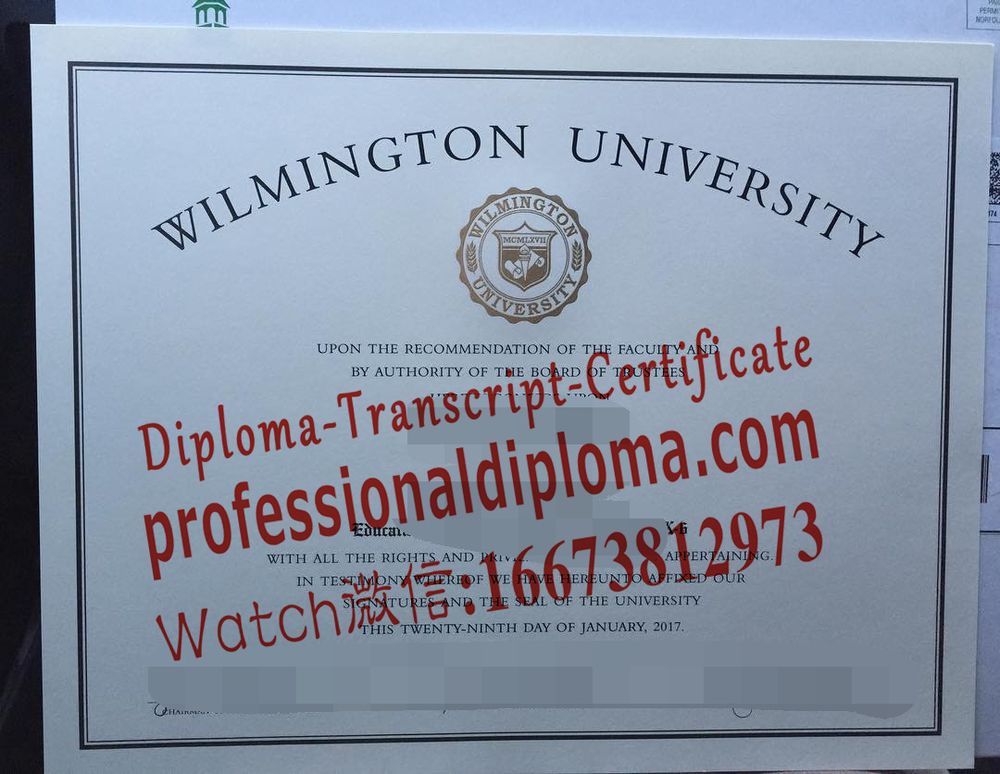 WILMINGTON UNIVERSITY
WILMINGTON
MCMLXVII
UNIVERSITY
UPON THE RECOMMENDATION OF THE FACULTY AND
BY AUTHORITY OF THE BOARD OF TRUSTEES
UPON
Diploma-Transcript-Certificate
professionaldiploma.com
K-6
WITH ALL THE RIGHTS AND APPERTAINING.
IN TESTIMONY WHEREOF WE HAVE HEREUNTO AFFIXED OUR
Watch微信:16673812973
SIGNATURES AND THE SEAL OF THE UNIVERSITY
THIS TWENTY-NINTH DAY OF JANUARY, 2017.